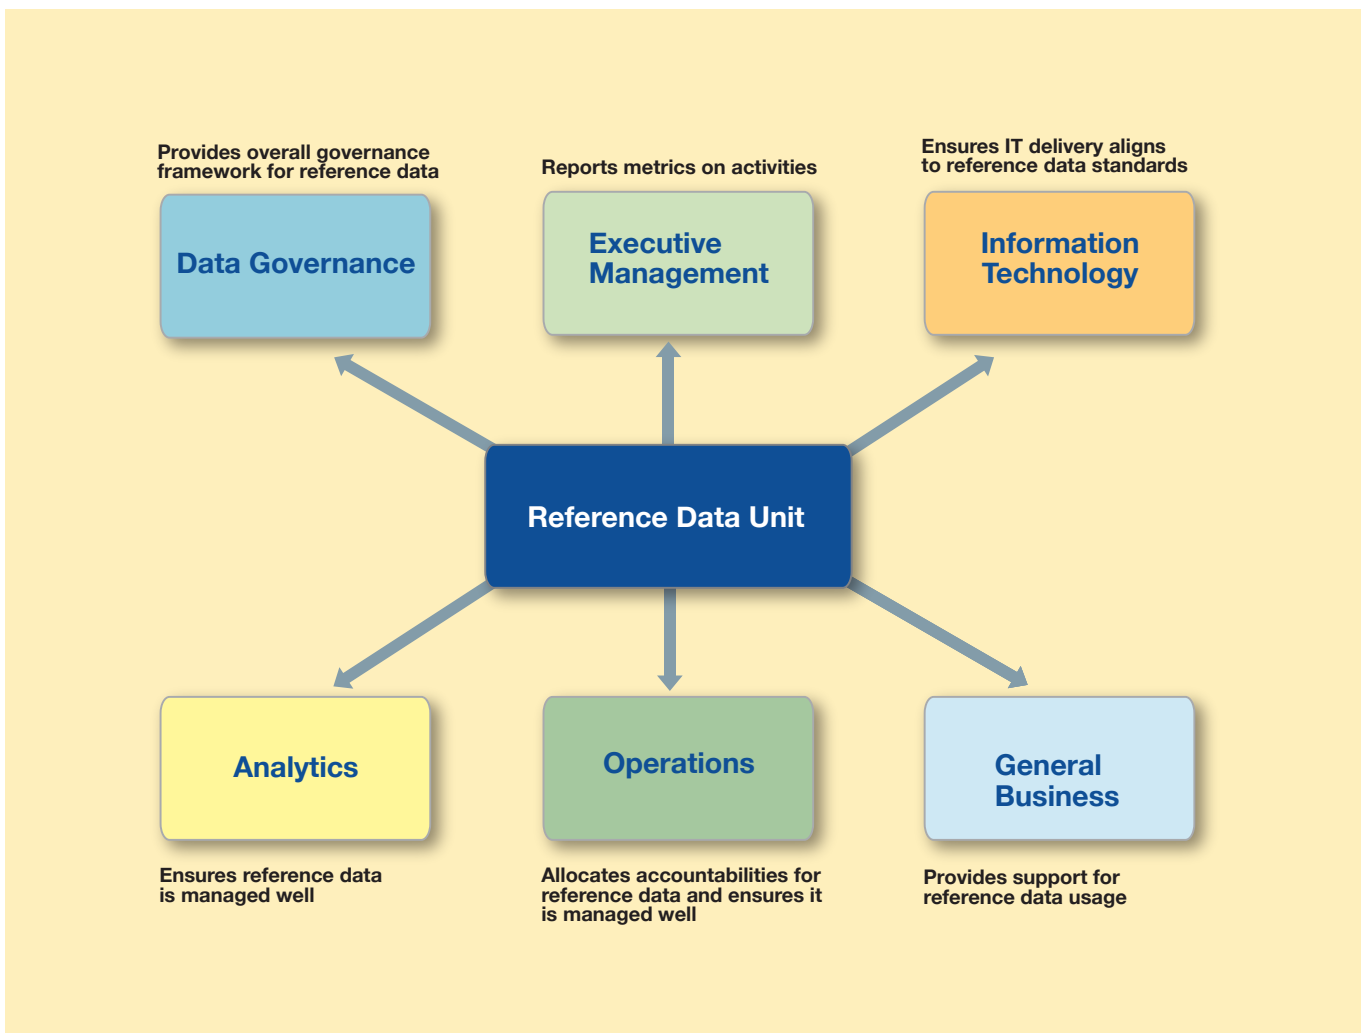 Provides overall governance
framework for reference data
Reports metrics on activities
Ensures IT delivery aligns
to reference data standards
Data Governance
Executive
Management
Information
Technology
Reference Data Unit
Analytics
Operations
General
Business
Ensures reference data
is managed well
Allocates accountabilities for
reference data and ensures it
is managed well
Provides support for
reference data usage